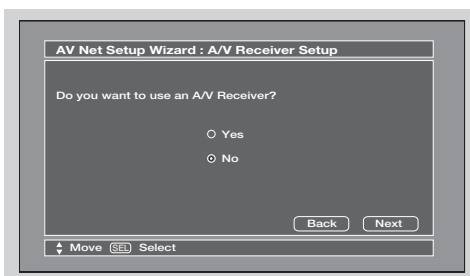 AV Net Setup Wizard : A/V Receiver Setup
Do you want to use an A/V Receiver?
Yes
No
Back Next
Move SEL Select